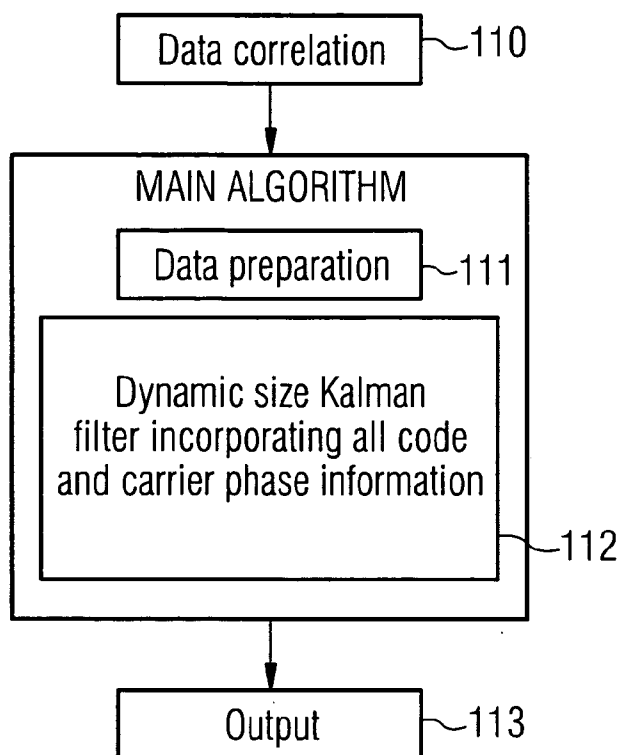 Data correlation
110
MAIN ALGORITHM
Data preparation
111
Dynamic size Kalman
filter incorporating all code
and carrier phase information
112
Output
113